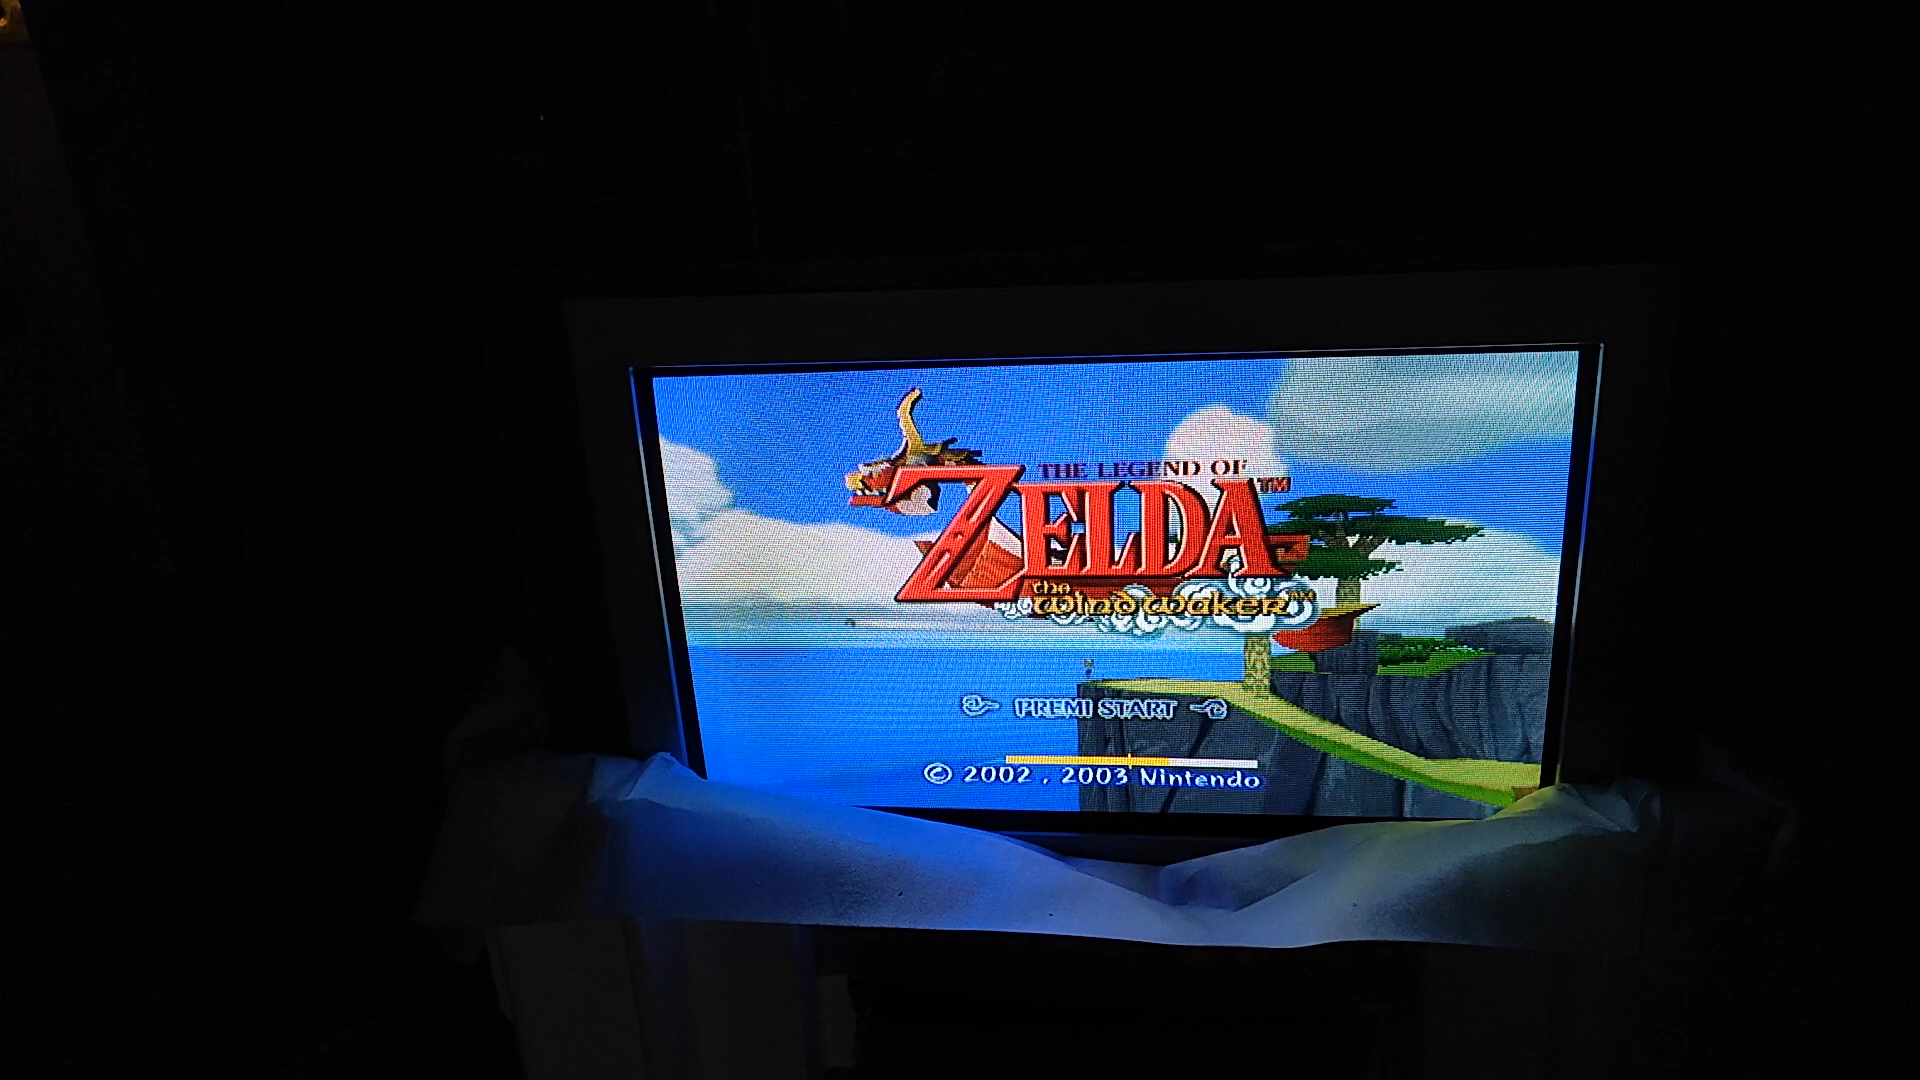 THE LEGEND OF
ZELDA™
the
Wind Waker™
PREMI START
© 2002, 2003 Nintendo